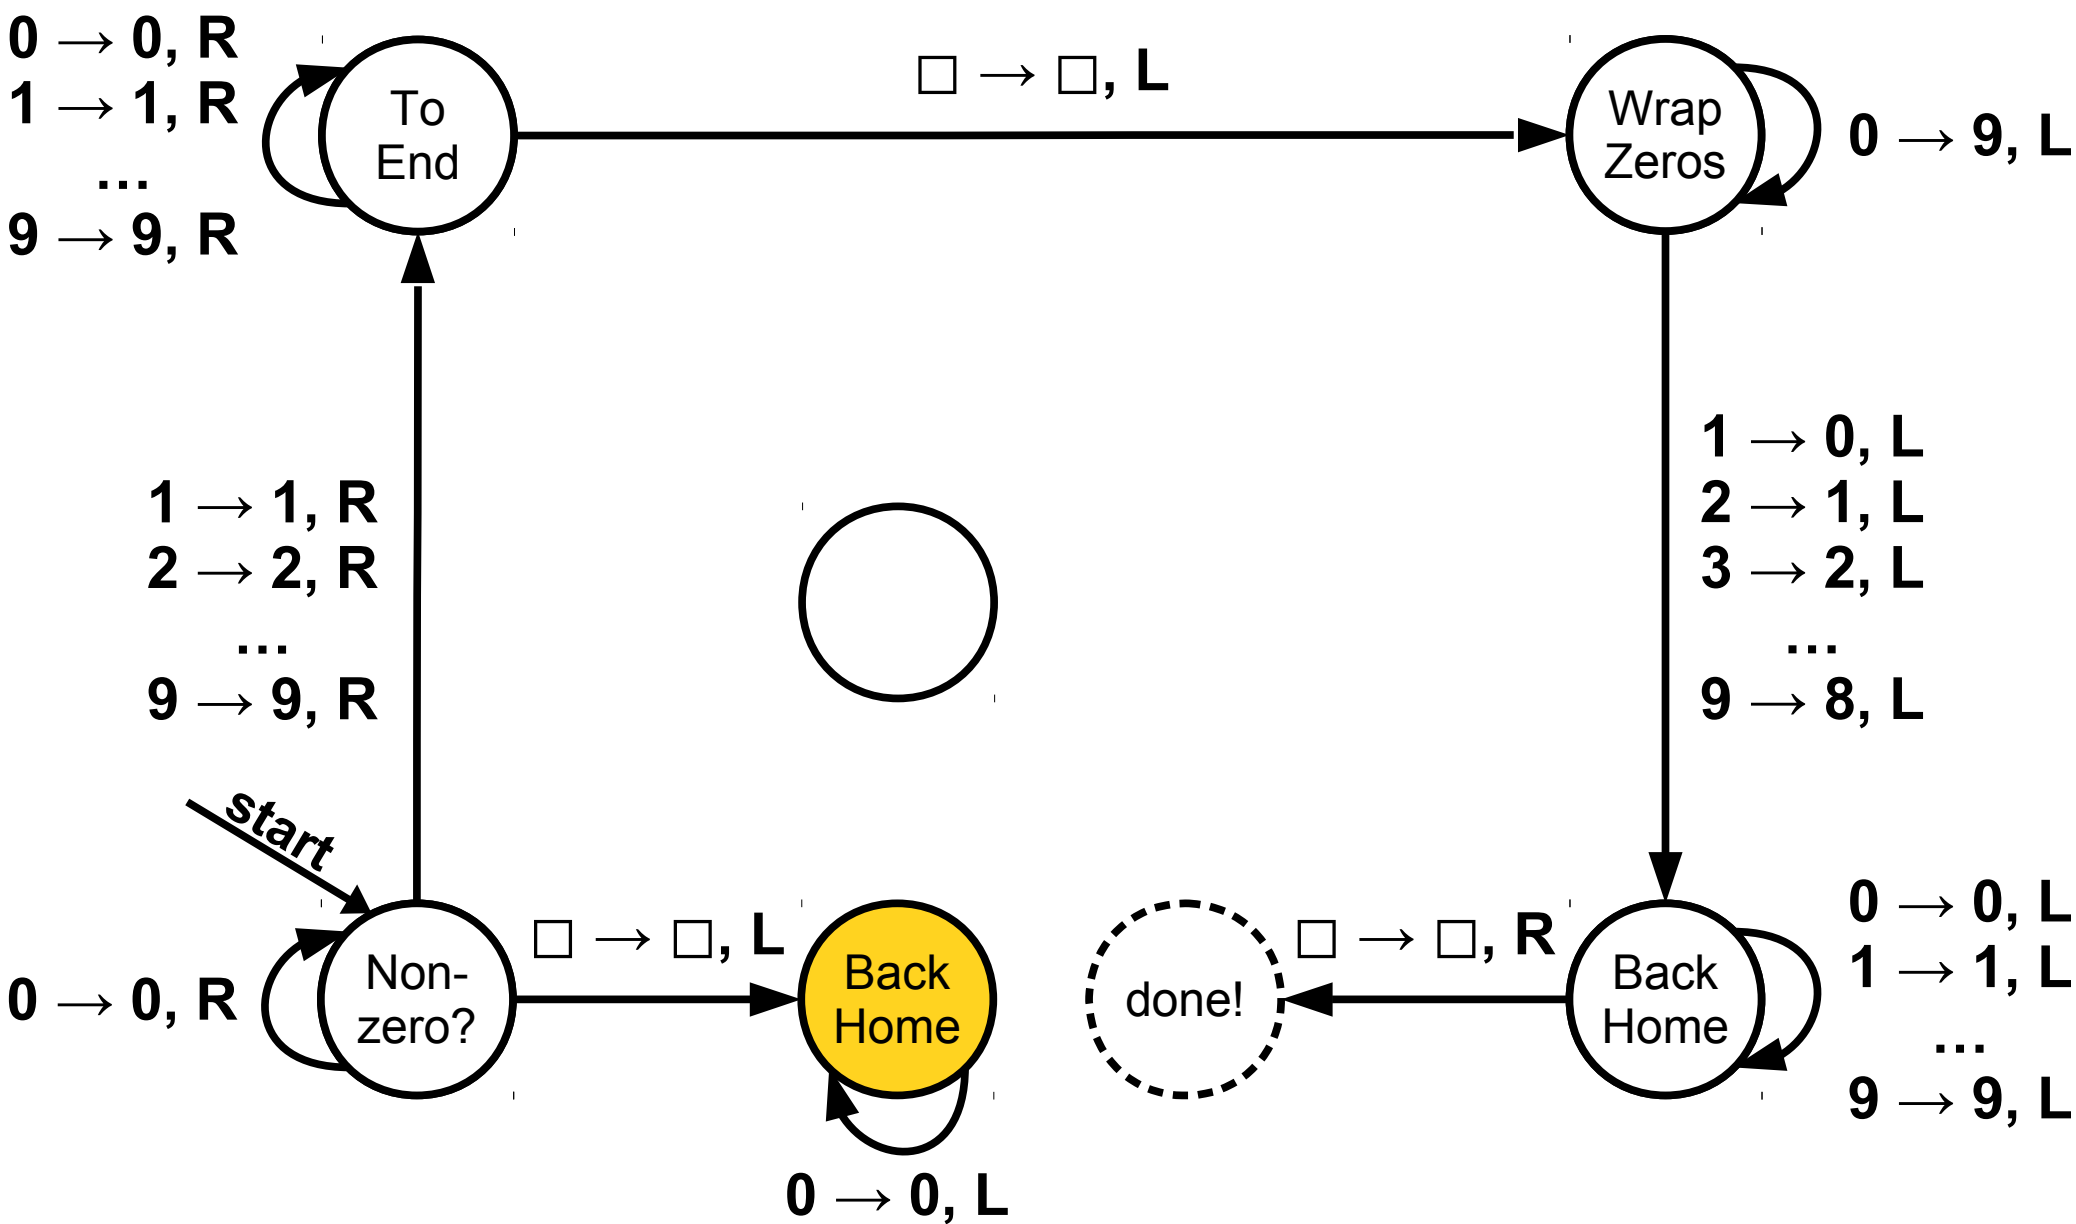 0 → 0, R
1 → 1, R
...
9 → 9, R
To
End
□ → □, L
Wrap
Zeros
0 → 9, L
1 → 1, R
2 → 2, R
...
9 → 9, R
1 → 0, L
2 → 1, L
3 → 2, L
...
9 → 8, L
start
0 → 0, R
Non-
zero?
□ → □, L
Back
Home
0 → 0, L
done!
□ → □, R
Back
Home
0 → 0, L
1 → 1, L
...
9 → 9, L